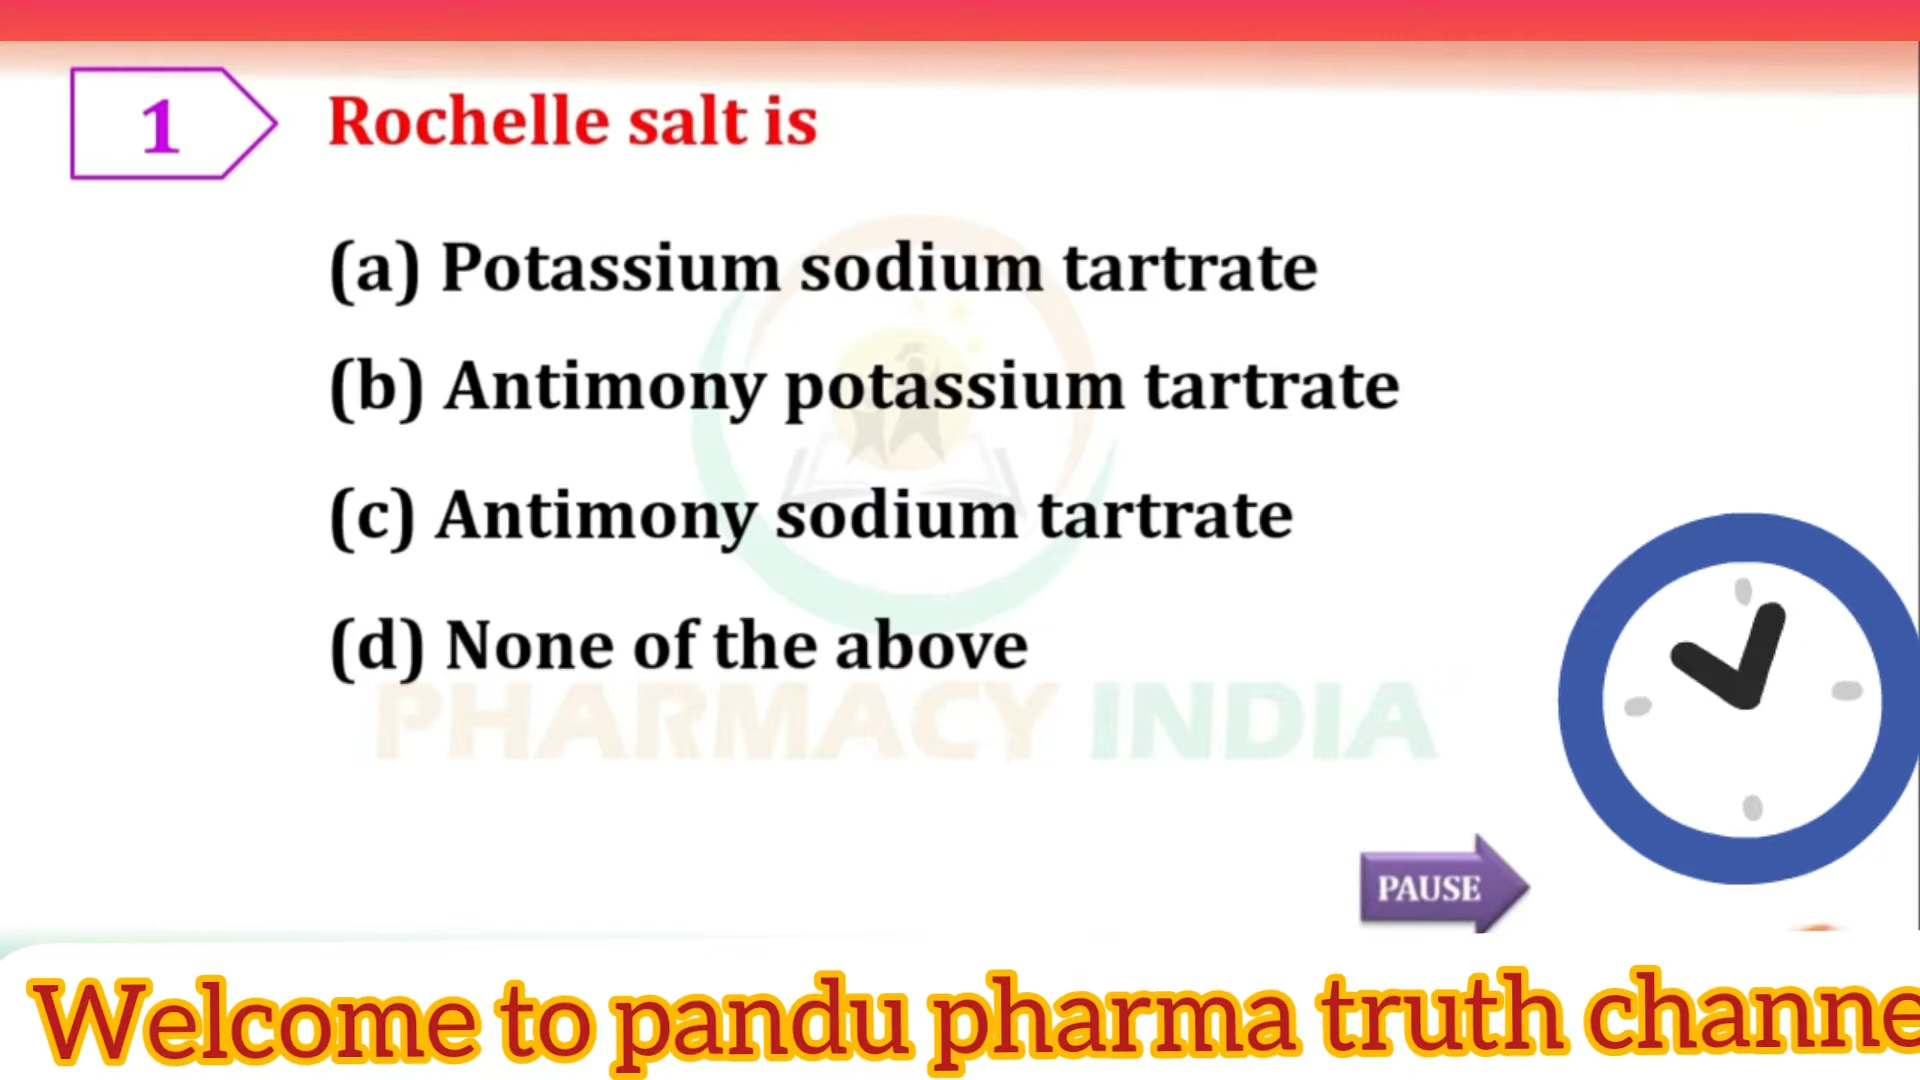 1
Rochelle salt is
(a) Potassium sodium tartrate
(b) Antimony potassium tartrate
(c) Antimony sodium tartrate
(d) None of the above
PHARMACY INDIA
PAUSE
Welcome to pandu pharma truth channe